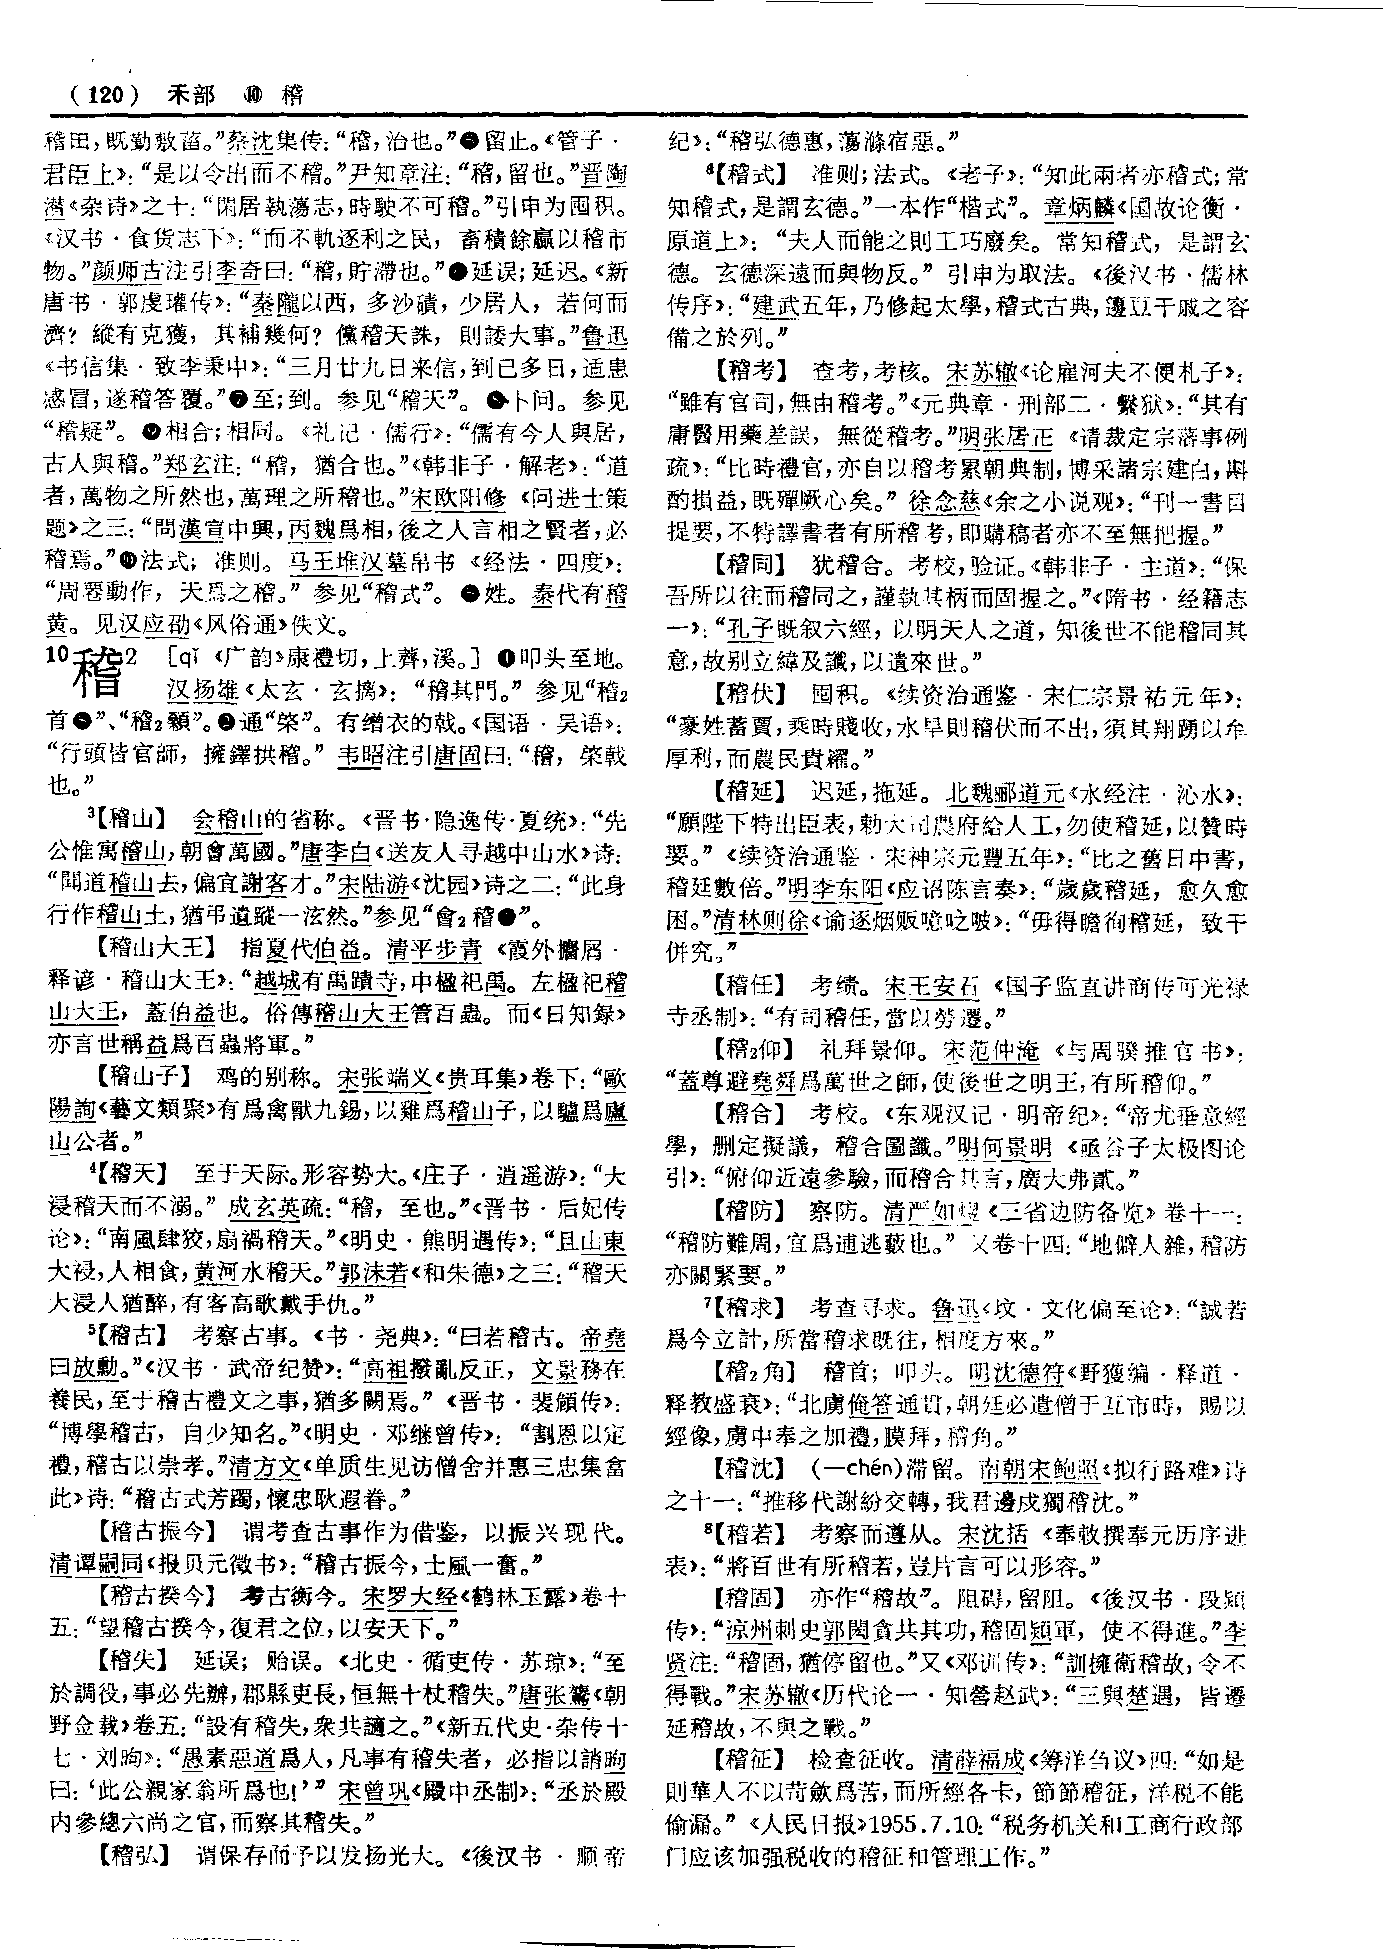 (120) 禾部 ⑩ 稽
稽田，既勤敷菑。”蔡沈集传：“稽，治也。”留止。《管子·
君臣上》：“是以令出而不稽。”尹知章注：“稽，留也。”晋陶
潜《杂诗》之十：“閑居執蕩志，時駛不可稽。”引申为囤积。
《汉书·食货志下》：“而不軌逐利之民，畜積餘贏以稽市
物。”颜师古注引李奇曰：“稽，貯滯也。”延误；延迟。《新
唐书·郭虔瓘传》：“秦隴以西，多沙磧，少居人，若何而
濟？縱有克獲，其補幾何？儻稽天誅，則諉大事。”鲁迅
《书信集·致李秉中》：“三月廿九日来信，到已多日，适患
感冒，遂稽答覆。”❼至；到。参见“稽天”。❽卜问。参见
“稽疑”。❾相合；相同。《礼记·儒行》：“儒有今人與居，
古人與稽。”郑玄注：“稽，猶合也。”《韩非子·解老》：“道
者，萬物之所然也，萬理之所稽也。”宋欧阳修《问进士策
题》之三：“問漢宣中興，丙魏爲相，後之人言相之賢者，必
稽焉。”❿法式；准则。马王堆汉墓帛书《经法·四度》：
“周䙴動作，天爲之稽。”参见“稽式”。姓。秦代有稽
黄。见汉应劭《风俗通》佚文。
10稽2 [qǐ《广韵》康禮切，上薺，溪。] ❶叩头至地。
汉扬雄《太玄·玄摛》：“稽其門。”参见“稽₂
首”、“稽₂顙”。❷通“棨”。有缯衣的戟。《国语·吴语》：
“行頭皆官師，擁鐸拱稽。”韦昭注引唐固曰：“稽，棨戟
也。”
³【稽山】 会稽山的省称。《晋书·隐逸传·夏统》：“先
公惟寓稽山，朝會萬國。”唐李白《送友人寻越中山水》诗：
“聞道稽山去，偏宜謝客才。”宋陆游《沈园》诗之二：“此身
行作稽山土，猶弔遺蹤一泫然。”参见“會₂稽”。
【稽山大王】 指夏代伯益。清平步青《霞外攟屑·
释谚·稽山大王》：“越城有禹蹟寺，中楹祀禹。左楹祀稽
山大王，蓋伯益也。俗傳稽山大王管百蟲。而《日知録》
亦言世稱益爲百蟲將軍。”
【稽山子】 鸡的别称。宋张端义《贵耳集》卷下：“歐
陽詢《藝文類聚》有爲禽獸九錫，以雞爲稽山子，以驢爲廬
山公者。”
⁴【稽天】 至于天际。形容势大。《庄子·逍遥游》：“大
浸稽天而不溺。”成玄英疏：“稽，至也。”《晋书·后妃传
论》：“南風肆狡，扇禍稽天。”《明史·熊明遇传》：“且山東
大祲，人相食，黄河水稽天。”郭沫若《和朱德》之三：“稽天
大浸人猶醉，有客高歌戴手仇。”
⁵【稽古】 考察古事。《书·尧典》：“曰若稽古。帝堯
曰放勳。”《汉书·武帝纪赞》：“高祖撥亂反正，文景務在
養民，至于稽古禮文之事，猶多闕焉。”《晋书·裴頠传》：
“博學稽古，自少知名。”《明史·邓继曾传》：“割恩以定
禮，稽古以崇孝。”清方文《单质生见访僧舍并惠三忠集畲
此》诗：“稽古式芳躅，懷忠耿遐眷。”
【稽古振今】 谓考查古事作为借鉴，以振兴现代。
清谭嗣同《报贝元徵书》：“稽古振今，士風一奮。”
【稽古揆今】 考古衡今。宋罗大经《鹤林玉露》卷十
五：“望稽古揆今，復君之位，以安天下。”
【稽失】 延误；贻误。《北史·循吏传·苏琼》：“至
於調役，事必先辦，郡縣吏長，恒無十杖稽失。”唐张鷟《朝
野佥载》卷五：“設有稽失，衆共讁之。”《新五代史·杂传十
七·刘昫》：“愚素惡道爲人，凡事有稽失者，必指以誚昫
曰：‘此公親家翁所爲也！’”宋曾巩《殿中丞制》：“丞於殿
内參總六尚之官，而察其稽失。”
【稽弘】 谓保存而予以发扬光大。《後汉书·顺帝
纪》：“稽弘德惠，蕩滌宿惡。”
⁶【稽式】 准则；法式。《老子》：“知此兩者亦稽式；常
知稽式，是謂玄德。”一本作“楷式”。章炳麟《国故论衡·
原道上》：“夫人而能之則工巧廢矣。常知稽式，是謂玄
德。玄德深遠而與物反。”引申为取法。《後汉书·儒林
传序》：“建武五年，乃修起太學，稽式古典，籩豆干戚之容
備之於列。”
【稽考】 查考，考核。宋苏辙《论雇河夫不便札子》：
“雖有官司，無由稽考。”《元典章·刑部二·繫狱》：“其有
庸醫用藥差誤，無從稽考。”明张居正《请裁定宗藩事例
疏》：“比時禮官，亦自以稽考累朝典制，博采諸宗建白，斟
酌損益，既殫厥心矣。”徐念慈《余之小说观》：“刊一書目
提要，不特譯書者有所稽考，即購稿者亦不至無把握。”
【稽同】 犹稽合。考校，验证。《韩非子·主道》：“保
吾所以往而稽同之，謹執其柄而固握之。”《隋书·经籍志
一》：“孔子既叙六經，以明天人之道，知後世不能稽同其
意，故别立緯及讖，以遺來世。”
【稽伏】 囤积。《续资治通鉴·宋仁宗景祐元年》：
“豪姓蓄賈，乘時賤收，水旱則稽伏而不出，須其翔踴以牟
厚利，而農民貴糴。”
【稽延】 迟延，拖延。北魏郦道元《水经注·沁水》：
“願陛下特出臣表，勅大司農府給人工，勿使稽延，以贊時
要。”《续资治通鉴·宋神宗元豐五年》：“比之舊日中書，
稽延數倍。”明李东阳《应诏陈言奏》：“歲歲稽延，愈久愈
困。”清林则徐《谕逐烟贩嘧𠵽》：“毋得瞻徇稽延，致干
併究。”
【稽任】 考绩。宋王安石《国子监直讲商传可光禄
寺丞制》：“有司稽任，當以勞遷。”
【稽₂仰】 礼拜景仰。宋范仲淹《与周骙推官书》：
“蓋尊避堯舜爲萬世之師，使後世之明王，有所稽仰。”
【稽合】 考校。《东观汉记·明帝纪》：“帝尤垂意經
學，删定擬議，稽合圖讖。”明何景明《亟谷子太极图论
引》：“俯仰近遠參驗，而稽合其言，廣大弗貳。”
【稽防】 察防。清严如熤《三省边防备览》卷十一：
“稽防難周，宜爲逋逃藪也。”又卷十四：“地僻人雜，稽防
亦關緊要。”
⁷【稽求】 考查寻求。鲁迅《坟·文化偏至论》：“誠若
爲今立計，所當稽求既往，相度方來。”
【稽₂角】 稽首；叩头。明沈德符《野獲编·释道·
释教盛衰》：“北虜俺答通貢，朝廷必遣僧于互市時，賜以
經像，虜中奉之加禮，膜拜，稽角。”
【稽沈】 (—chén)滞留。南朝宋鲍照《拟行路难》诗
之十一：“推移代謝紛交轉，我君邊戍獨稽沈。”
⁸【稽若】 考察而遵从。宋沈括《奉敕撰奉元历序进
表》：“將百世有所稽若，豈片言可以形容。”
【稽固】 亦作“稽故”。阻碍，留阻。《後汉书·段颎
传》：“涼州刺史郭閎貪共其功，稽固熲軍，使不得進。”李
贤注：“稽固，猶停留也。”又《邓训传》：“訓擁衛稽故，令不
得戰。”宋苏辙《历代论一·知罃赵武》：“三與楚遇，皆遷
延稽故，不與之戰。”
【稽征】 检查征收。清薛福成《筹洋刍议》四：“如是
則華人不以苛斂爲苦，而所經各卡，節節稽征，洋税不能
偷漏。”《人民日报》1955.7.10：“税务机关和工商行政部
门应该加强税收的稽征和管理工作。”